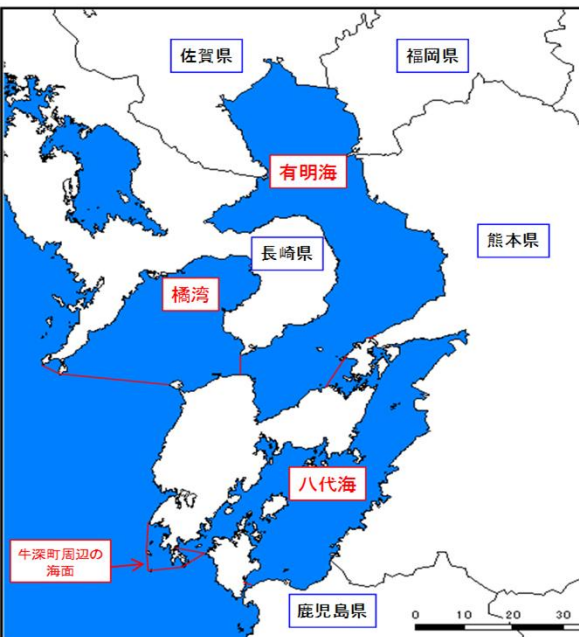 佐賀県
福岡県
有明海
長崎県
熊本県
橘湾
八代海
牛深町周辺の
海面
鹿児島県
0 10 20 30